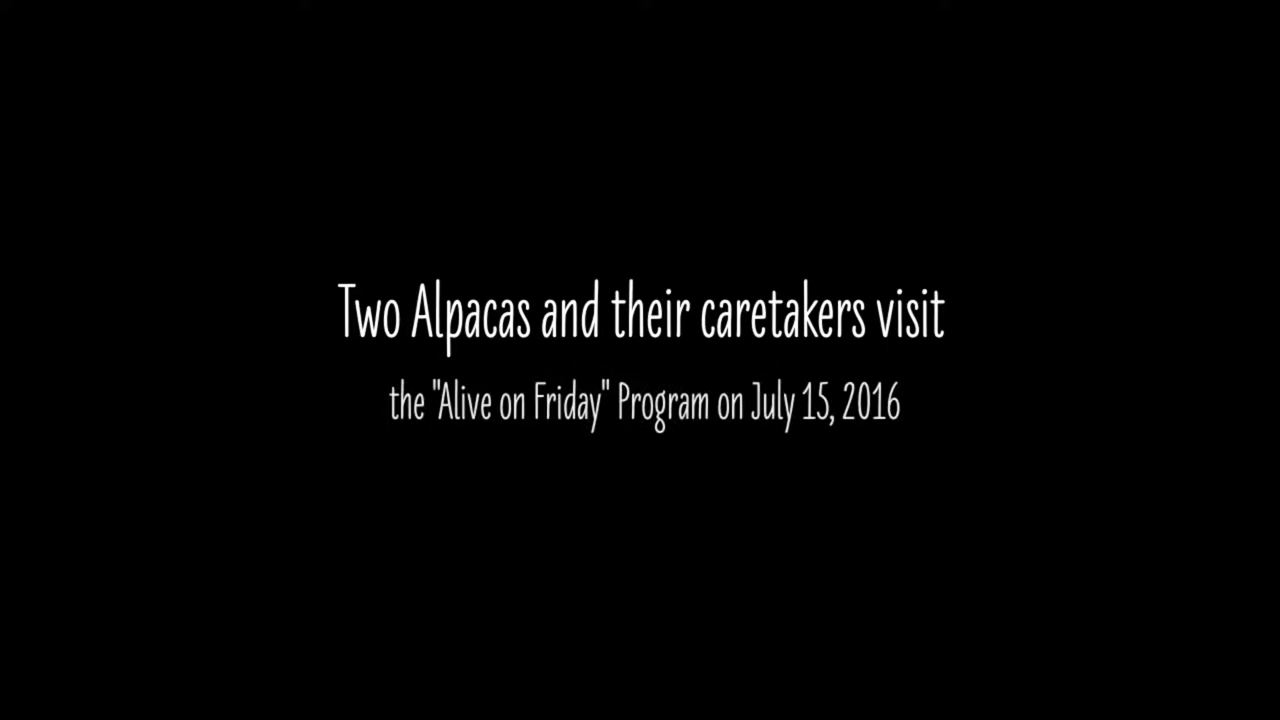 Two Alpacas and their caretakers visit
the "Alive on Friday" Program on July 15, 2016